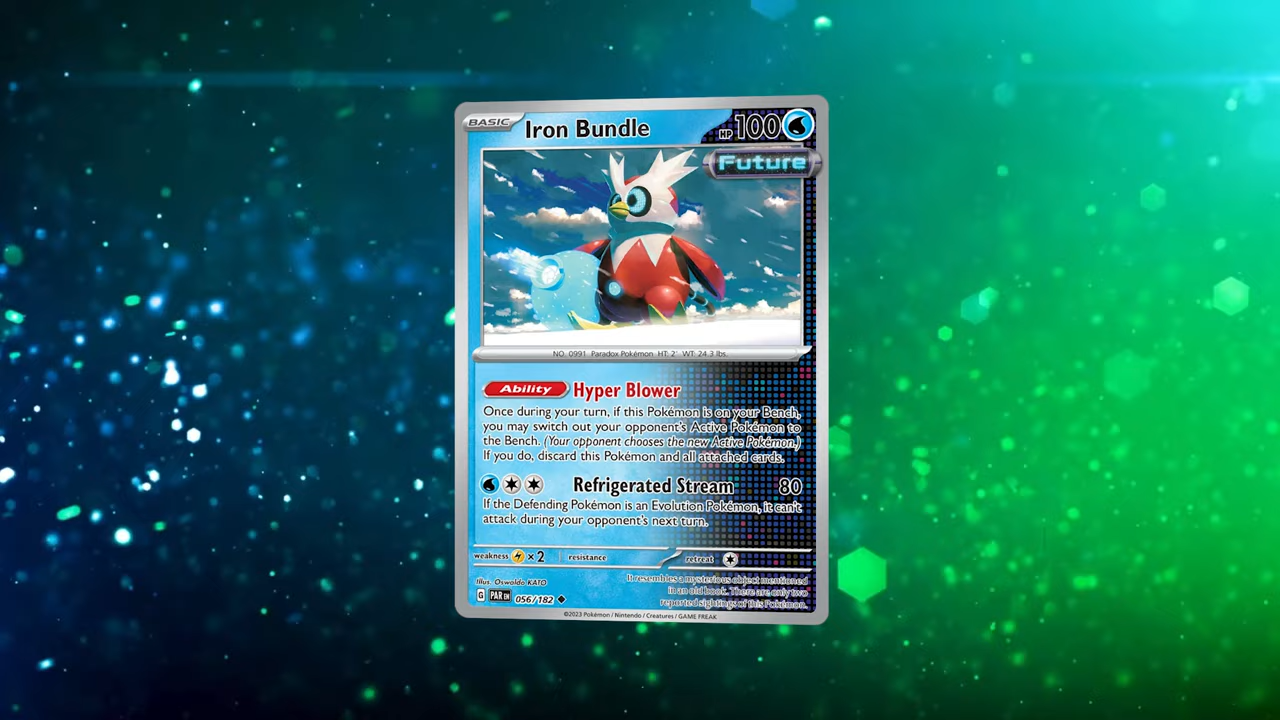 BASIC Iron Bundle HP 100
Future
NO. 0991 Paradox Pokémon HT: 2' WT: 24.3 lbs.
Ability Hyper Blower
Once during your turn, if this Pokémon is on your Bench,
you may switch out your opponent's Active Pokémon to
the Bench. (Your opponent chooses the new Active Pokémon.)
If you do, discard this Pokémon and all attached cards.
Refrigerated Stream 80
If the Defending Pokémon is an Evolution Pokémon, it can't
attack during your opponent's next turn.
weakness ×2 resistance retreat
Illus. Oswaldo KATO
G PAR EN 056/182
It resembles a mysterious object mentioned
in an old book. There are only two
reported sightings of this Pokémon.
©2023 Pokémon / Nintendo / Creatures / GAME FREAK